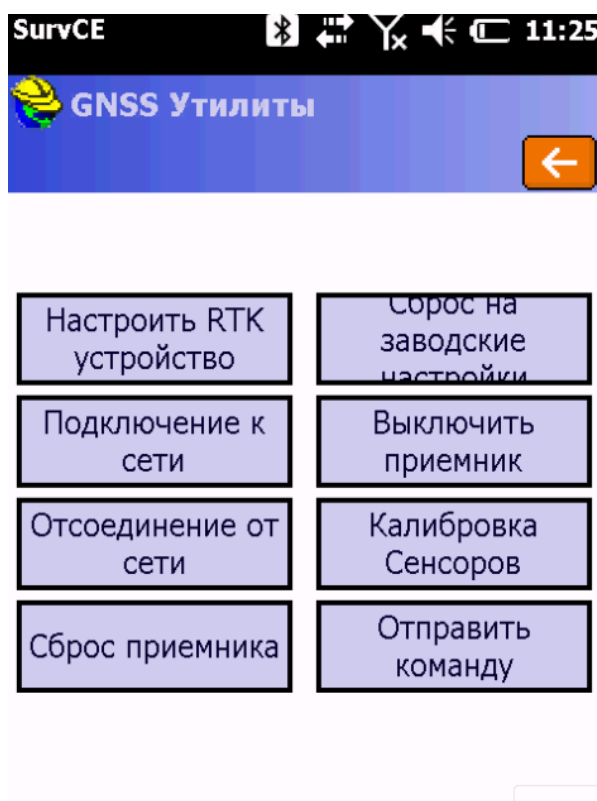 SurvCE 11:25
GNSS Утилиты
Настроить RTK
устройство
Сброс на
заводские
настройки
Подключение к
сети
Выключить
приемник
Отсоединение от
сети
Калибровка
Сенсоров
Сброс приемника
Отправить
команду